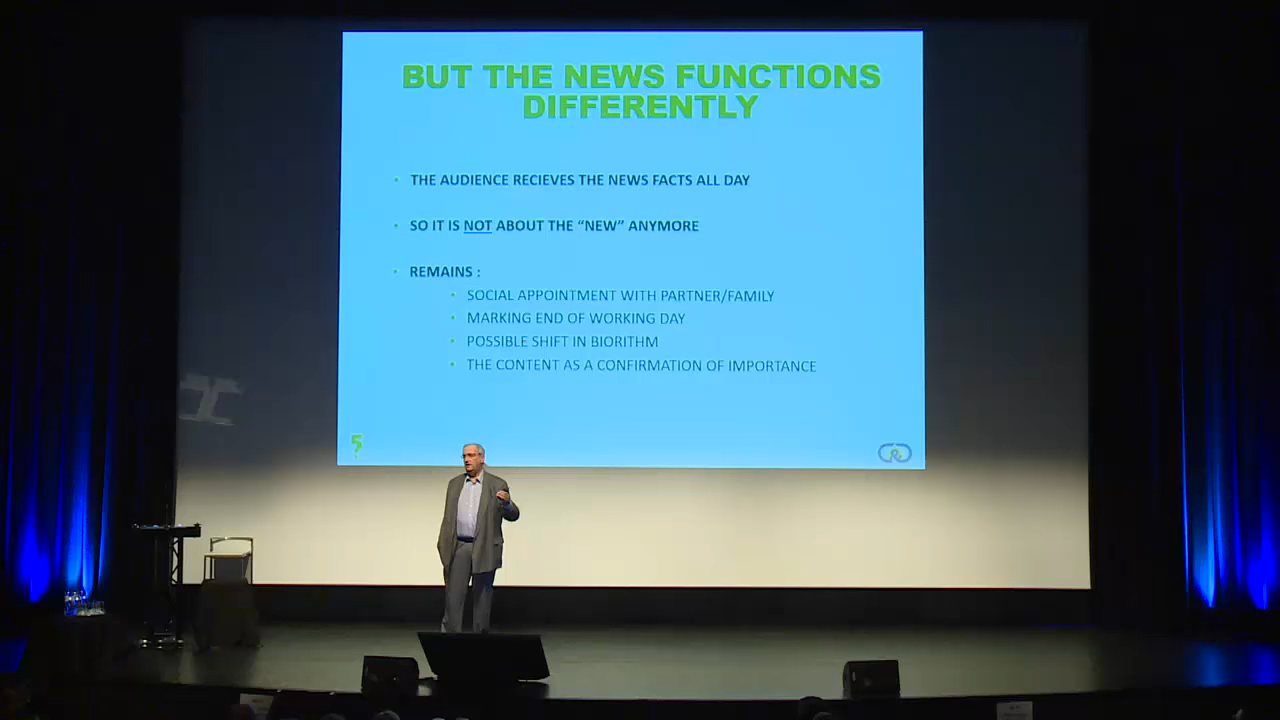 BUT THE NEWS FUNCTIONS
DIFFERENTLY
• THE AUDIENCE RECIEVES THE NEWS FACTS ALL DAY
• SO IT IS NOT ABOUT THE “NEW” ANYMORE
• REMAINS :
• SOCIAL APPOINTMENT WITH PARTNER/FAMILY
• MARKING END OF WORKING DAY
• POSSIBLE SHIFT IN BIORITHM
• THE CONTENT AS A CONFIRMATION OF IMPORTANCE